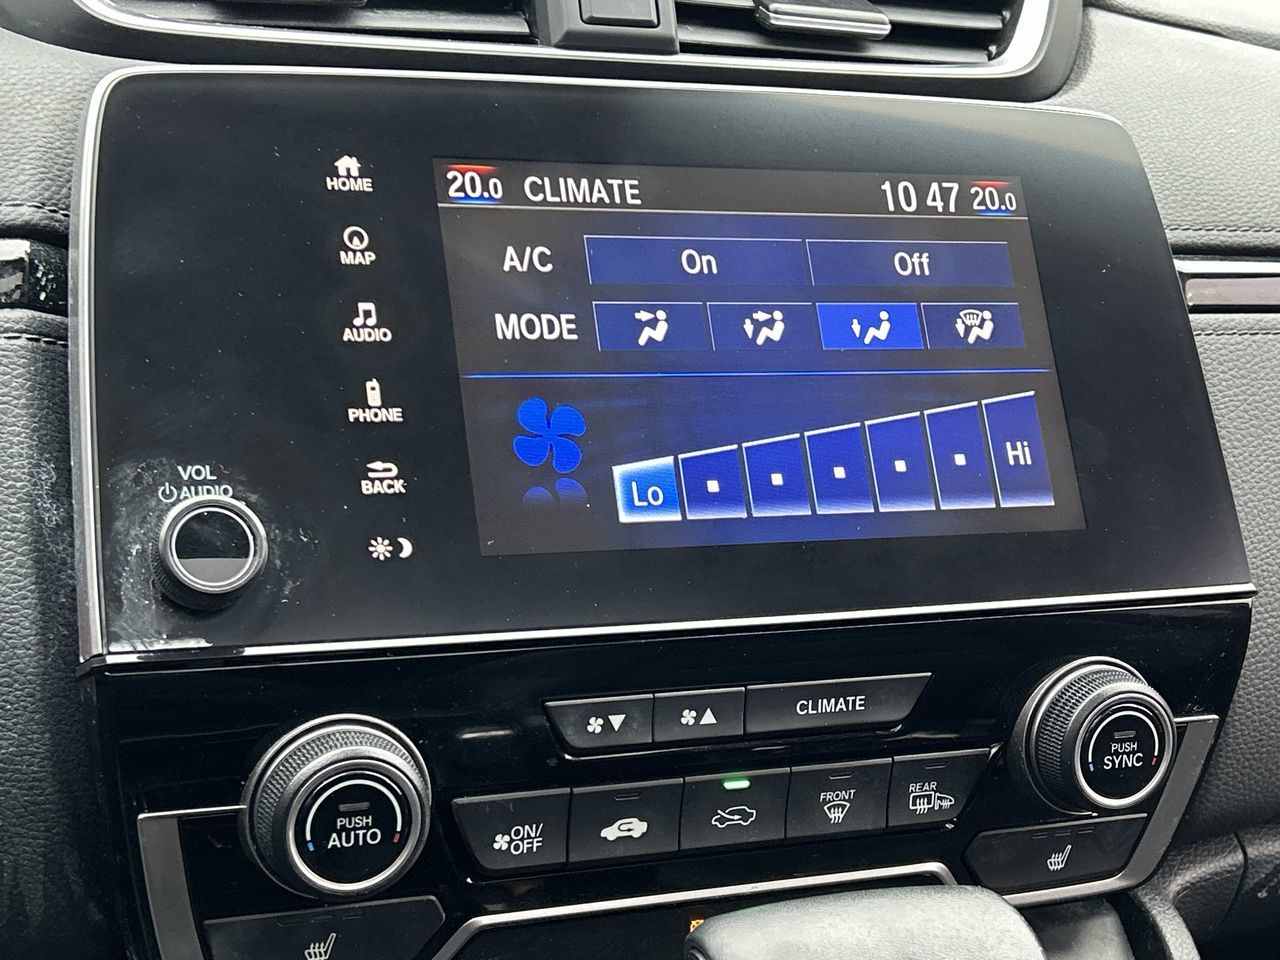 HOME
MAP
AUDIO
PHONE
BACK
VOL
AUDIO
20.0 CLIMATE 10 47 20.0
A/C On Off
MODE
Lo Hi
CLIMATE
PUSH
AUTO
ON/
OFF
FRONT
REAR
PUSH
SYNC